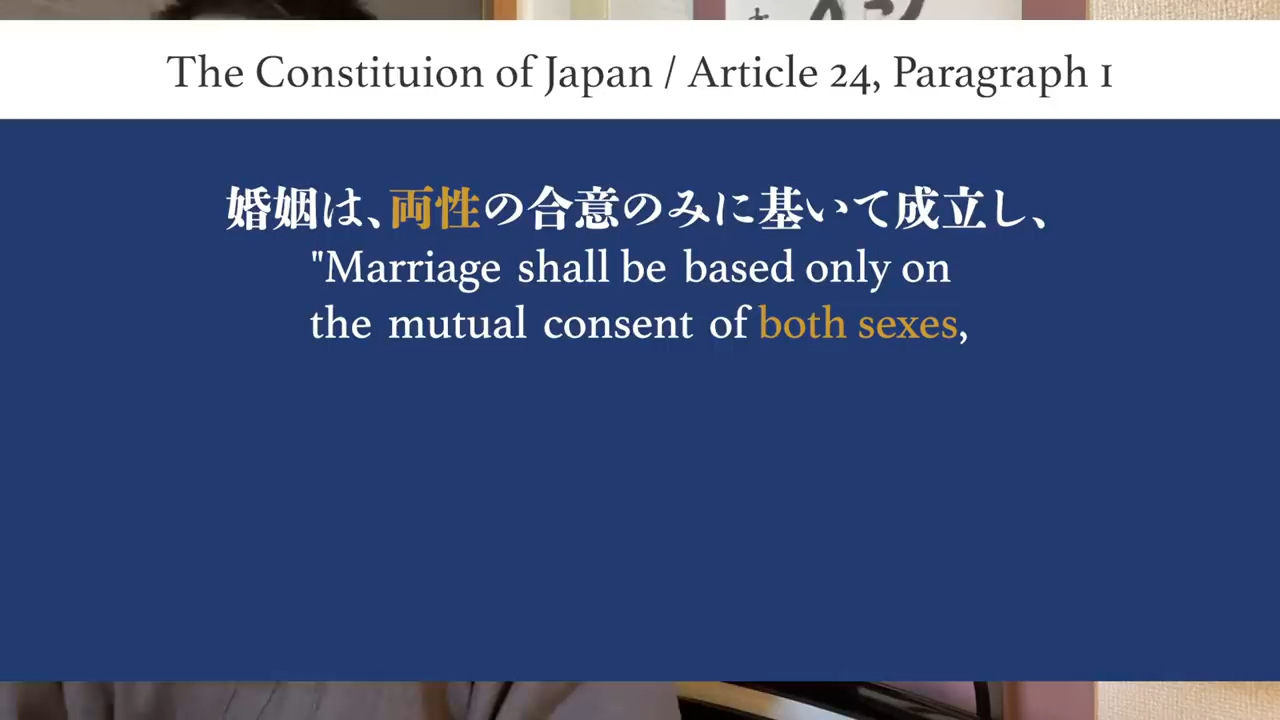 The Constituion of Japan / Article 24, Paragraph 1
婚姻は、両性の合意のみに基いて成立し、
"Marriage shall be based only on
the mutual consent of both sexes,